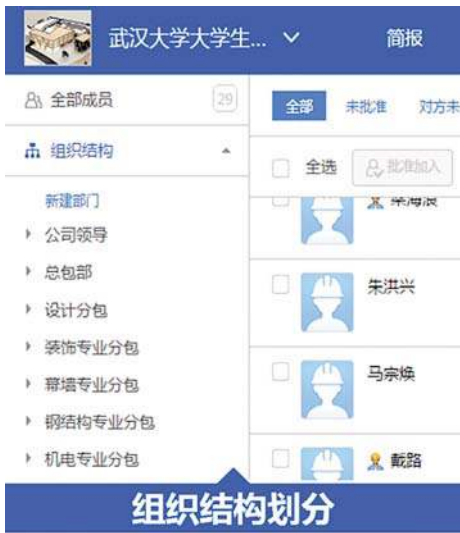 武汉大学大学生... 简报
全部成员 29
全部 未批准 对方未
组织结构
全选 批准加入
新建部门
海浪
公司领导
总包部
朱洪兴
设计分包
装饰专业分包
马宗焕
幕墙专业分包
钢结构专业分包
机电专业分包
戴路
组织结构划分